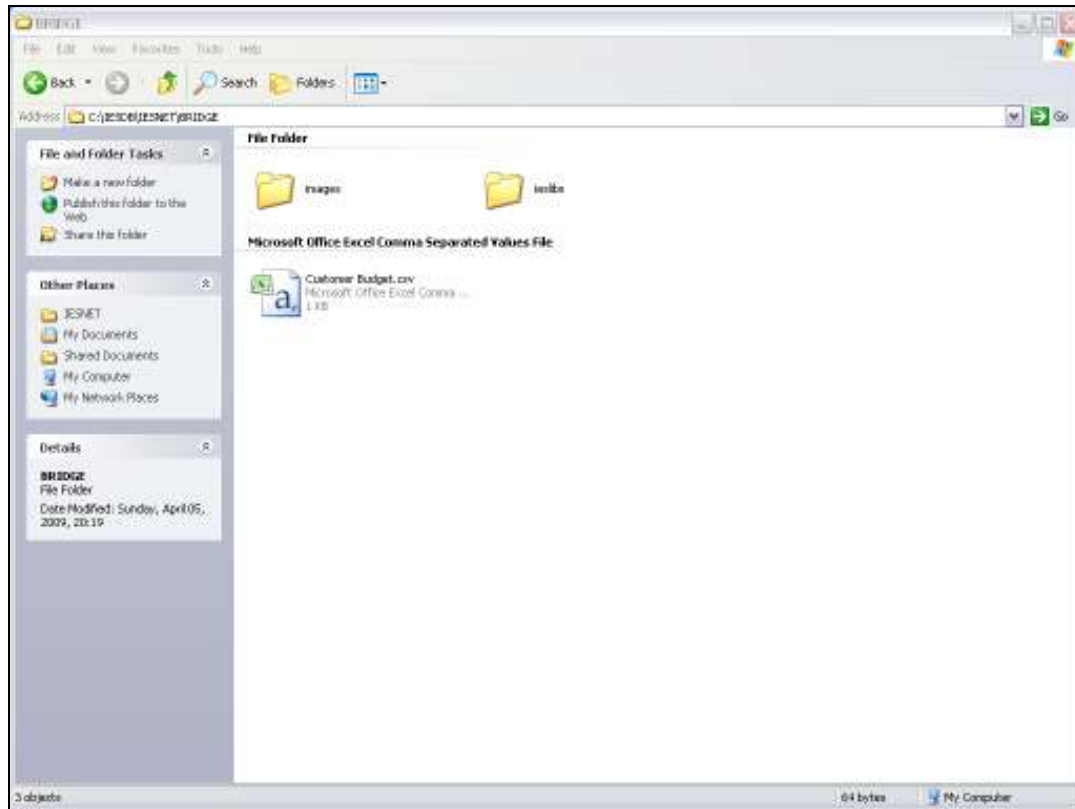 BRIDGE
File Edit View Favorites Tools Help
Back Search Folders
Address C:\IESDB\IESNET\BRIDGE Go
File and Folder Tasks
Make a new folder
Publish this folder to the
Web
Share this folder
Other Places
IESNET
My Documents
Shared Documents
My Computer
My Network Places
Details
BRIDGE
File Folder
Date Modified: Sunday, April 05,
2009, 20:19
File Folder
images
Microsoft Office Excel Comma Separated Values File
Customer Budget.csv
Microsoft Office Excel Comma ...
1 KB
3 objects
64 bytes My Computer